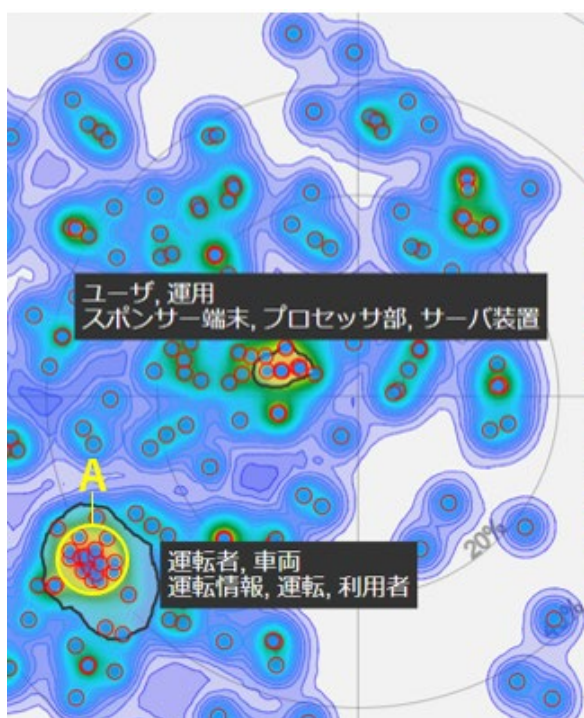 ユーザ, 運用
スポンサー端末, プロセッサ部, サーバ装置
A
運転者, 車両
運転情報, 運転, 利用者
20%